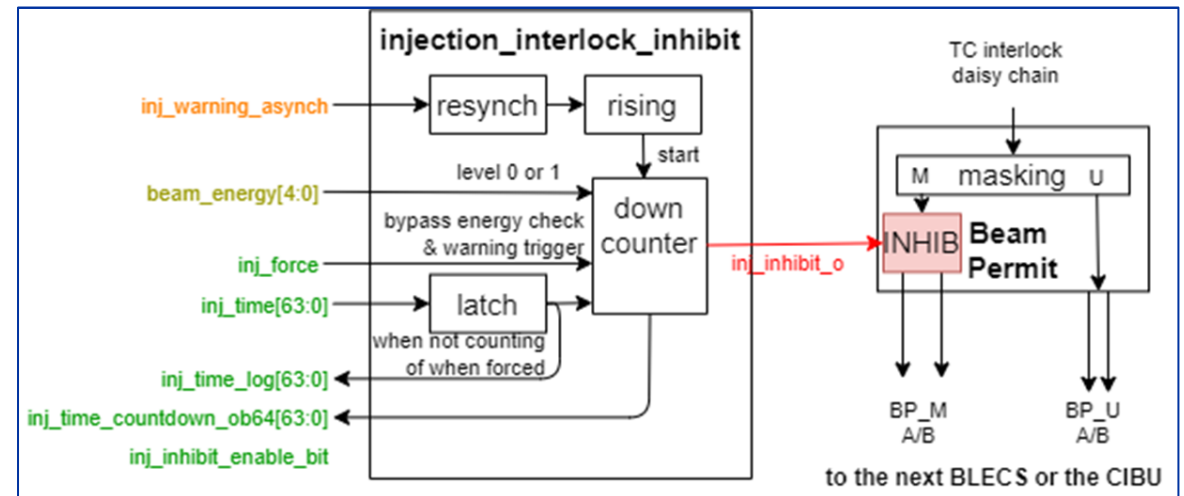 injection_interlock_inhibit
inj_warning_asynch
resynch
rising
start
level 0 or 1
beam_energy[4:0]
down
counter
bypass energy check
& warning trigger
inj_force
inj_time[63:0]
latch
when not counting
of when forced
inj_time_log[63:0]
inj_time_countdown_ob64[63:0]
inj_inhibit_enable_bit
inj_inhibit_o
TC interlock
daisy chain
M masking U
INHIB
Beam
Permit
BP_M
A/B
BP_U
A/B
to the next BLECS or the CIBU